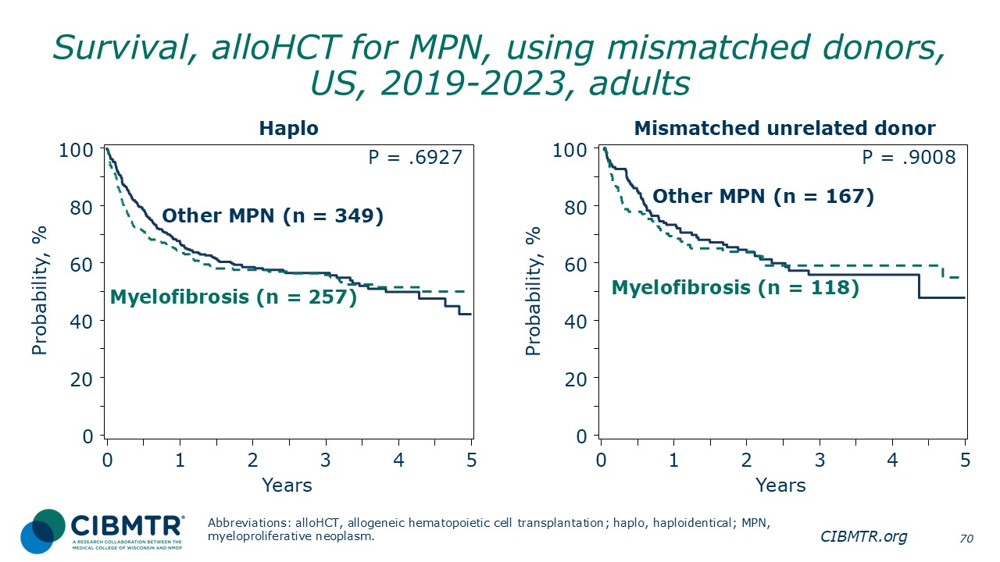 Survival, alloHCT for MPN, using mismatched donors,
US, 2019-2023, adults
Haplo
P = .6927
100
80
60
40
20
0
Probability, %
Other MPN (n = 349)
Myelofibrosis (n = 257)
0 1 2 3 4 5
Years
Mismatched unrelated donor
P = .9008
100
80
60
40
20
0
Probability, %
Other MPN (n = 167)
Myelofibrosis (n = 118)
0 1 2 3 4 5
Years
CIBMTR®
A RESEARCH COLLABORATION BETWEEN THE
MEDICAL COLLEGE OF WISCONSIN AND NMDP
Abbreviations: alloHCT, allogeneic hematopoietic cell transplantation; haplo, haploidentical; MPN,
myeloproliferative neoplasm.
CIBMTR.org
70